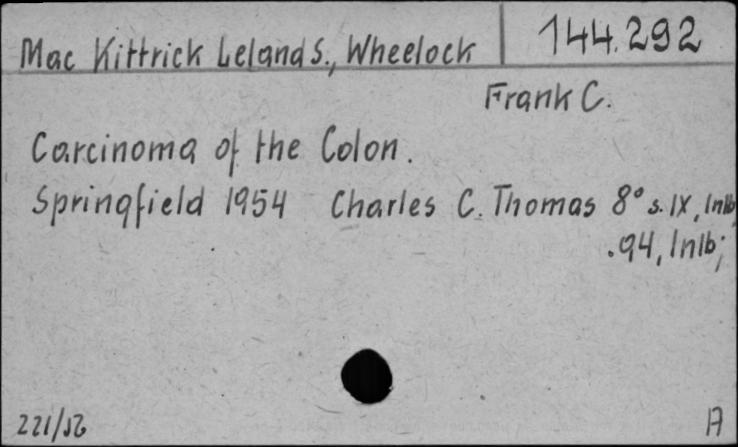 Mac Kittrick Leland S., Wheelock
144.292
Frank C.
Carcinoma of the Colon.
Springfield 1954 Charles C. Thomas 8° s. IX, Inlb;
.94, Inlb;
221/56
A